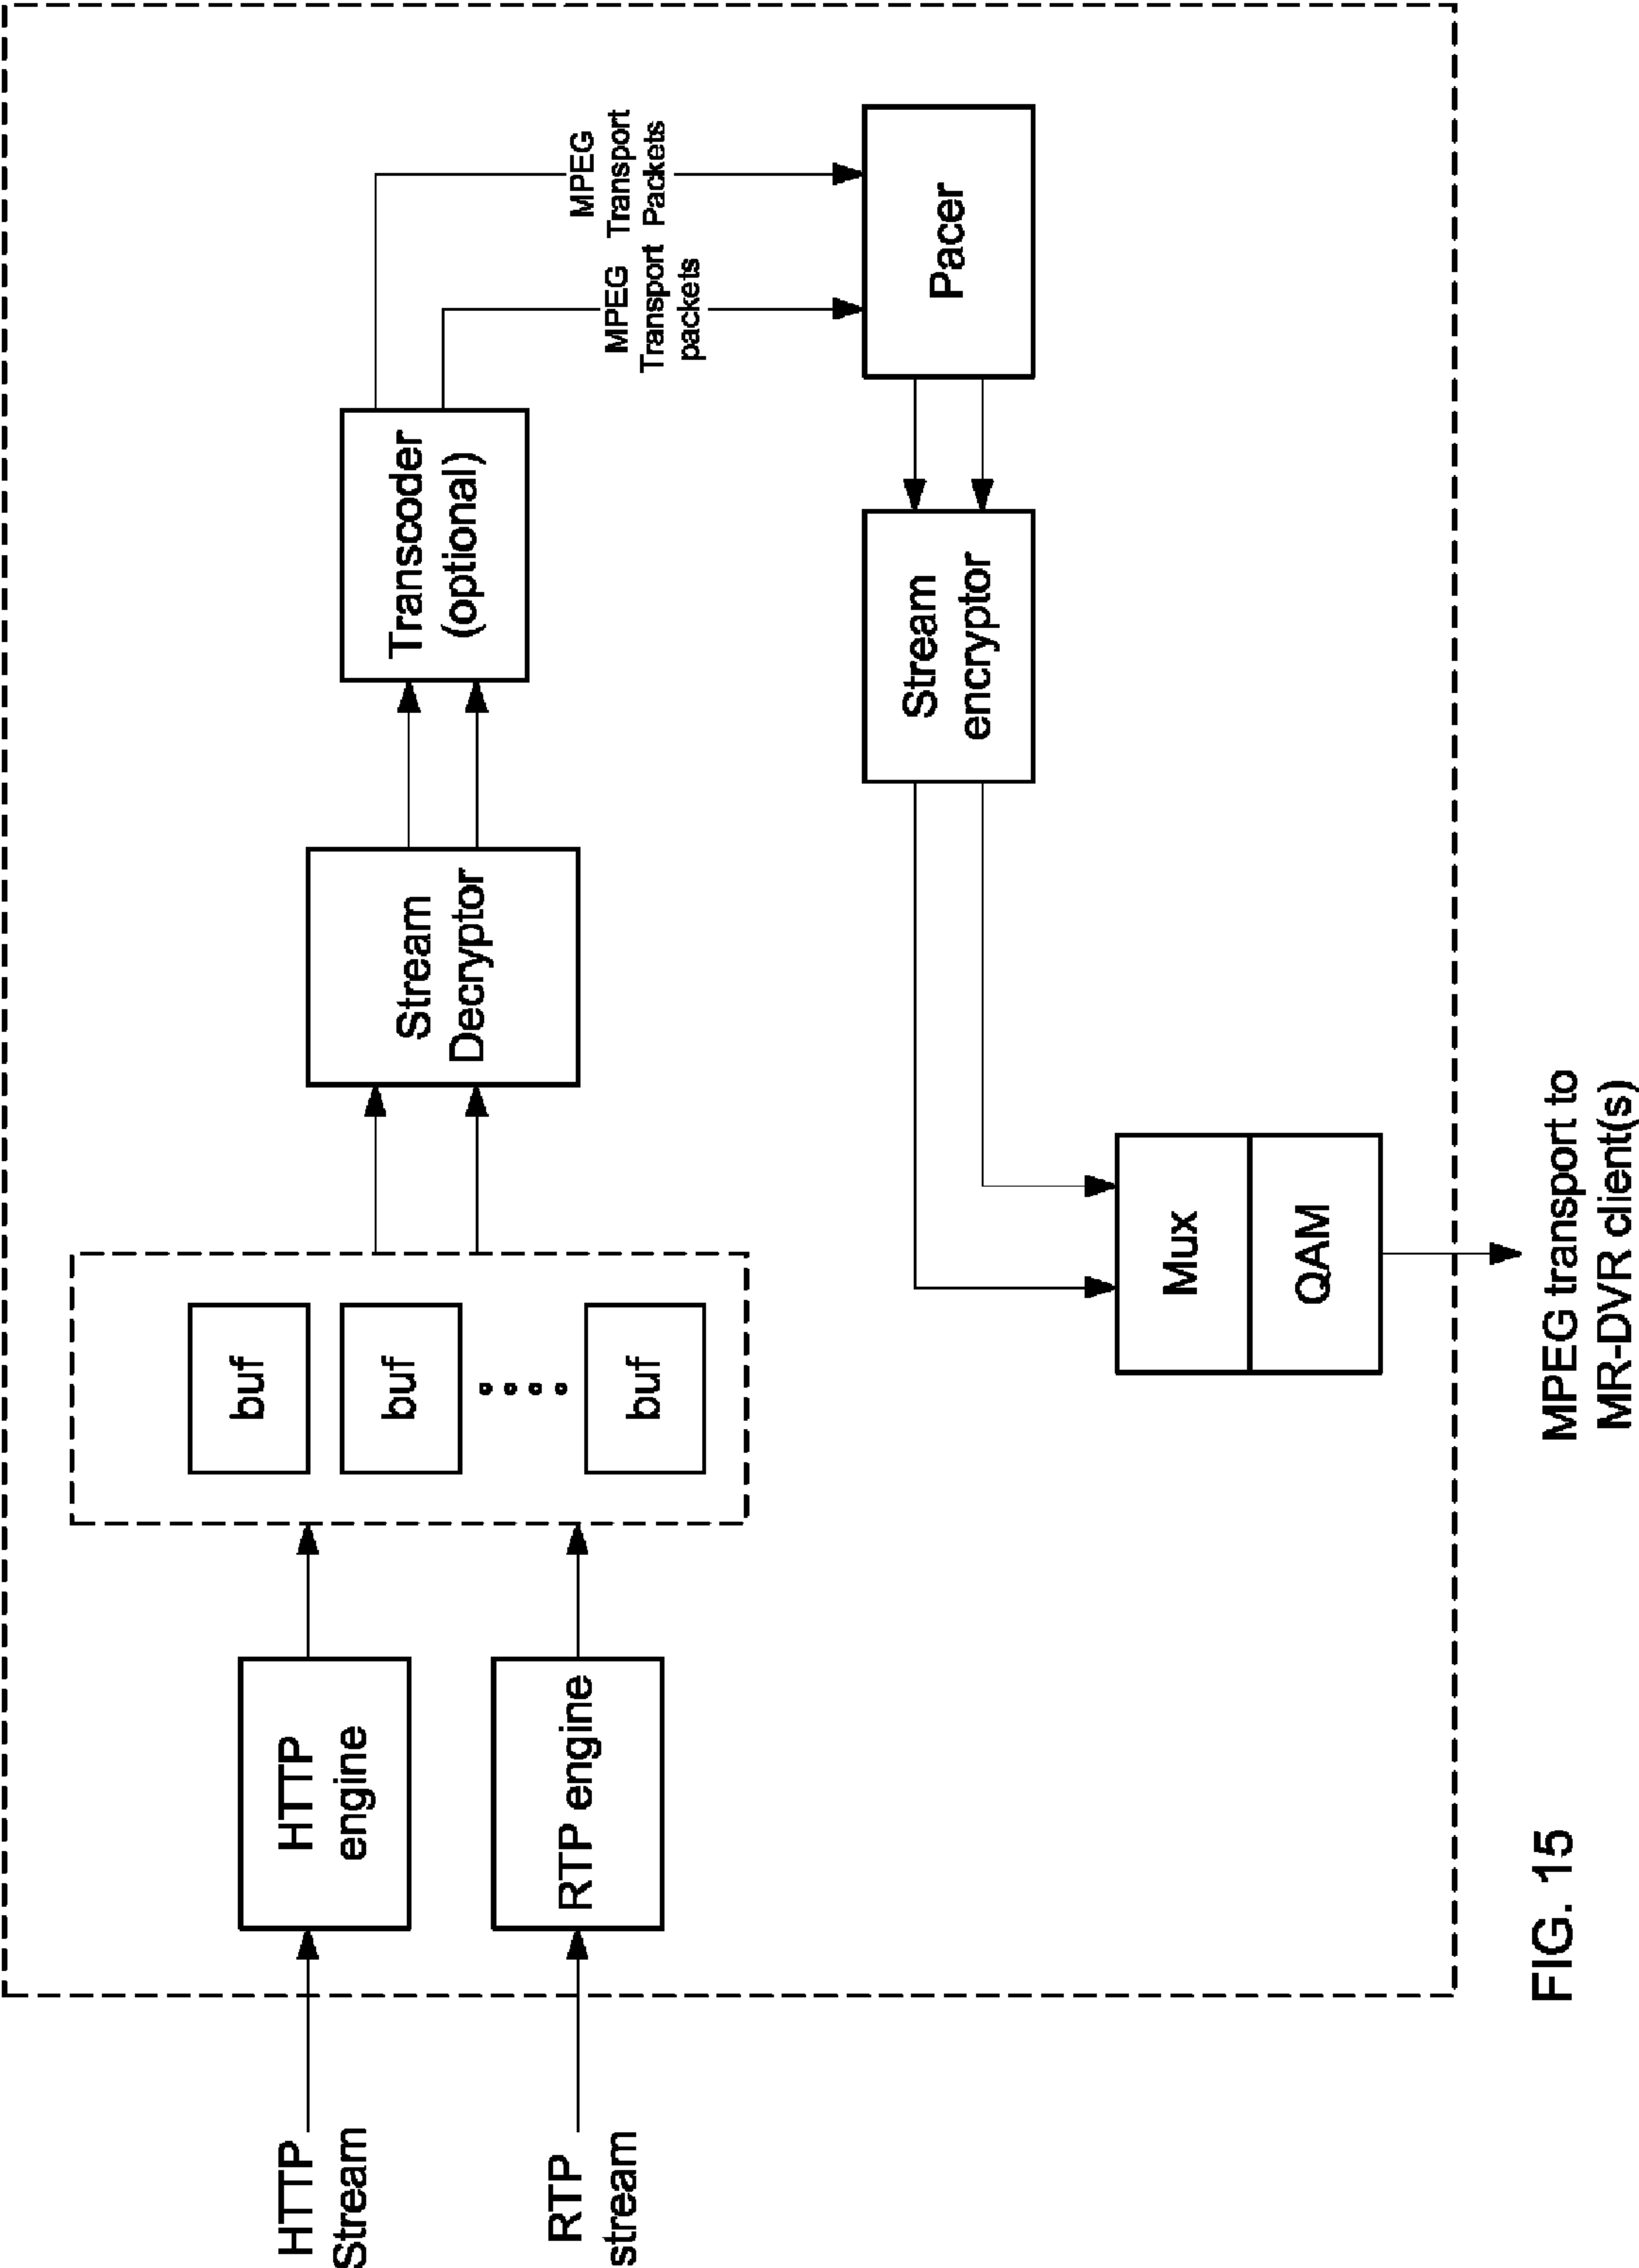 HTTP
Stream
RTP
stream
HTTP
engine
RTP engine
buf
buf
buf
Stream
Decryptor
Transcoder
(optional)
MPEG
Transport
Packets
MPEG
Transport
packets
Pacer
Stream
encryptor
Mux
QAM
MPEG transport to
MR-DVR client(s)
FIG. 15